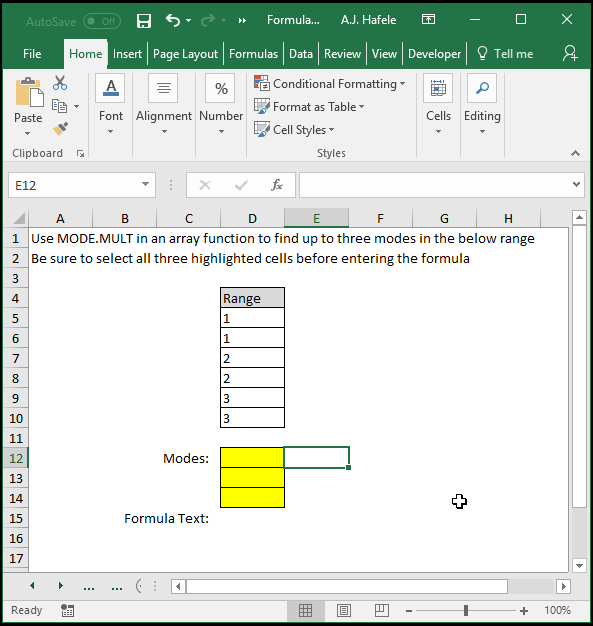 AutoSave Off Formula... A.J. Hafele
File Home Insert Page Layout Formulas Data Review View Developer Tell me
Paste
Clipboard
A
Font
Alignment
%
Number
Conditional Formatting
Format as Table
Cell Styles
Styles
Cells
Editing
E12 fx
A B C D E F G H
1 Use MODE.MULT in an array function to find up to three modes in the below range
2 Be sure to select all three highlighted cells before entering the formula
3
4 Range
5 1
6 1
7 2
8 2
9 3
10 3
11
12 Modes:
13
14
15 Formula Text:
16
17
... ...
Ready 100%